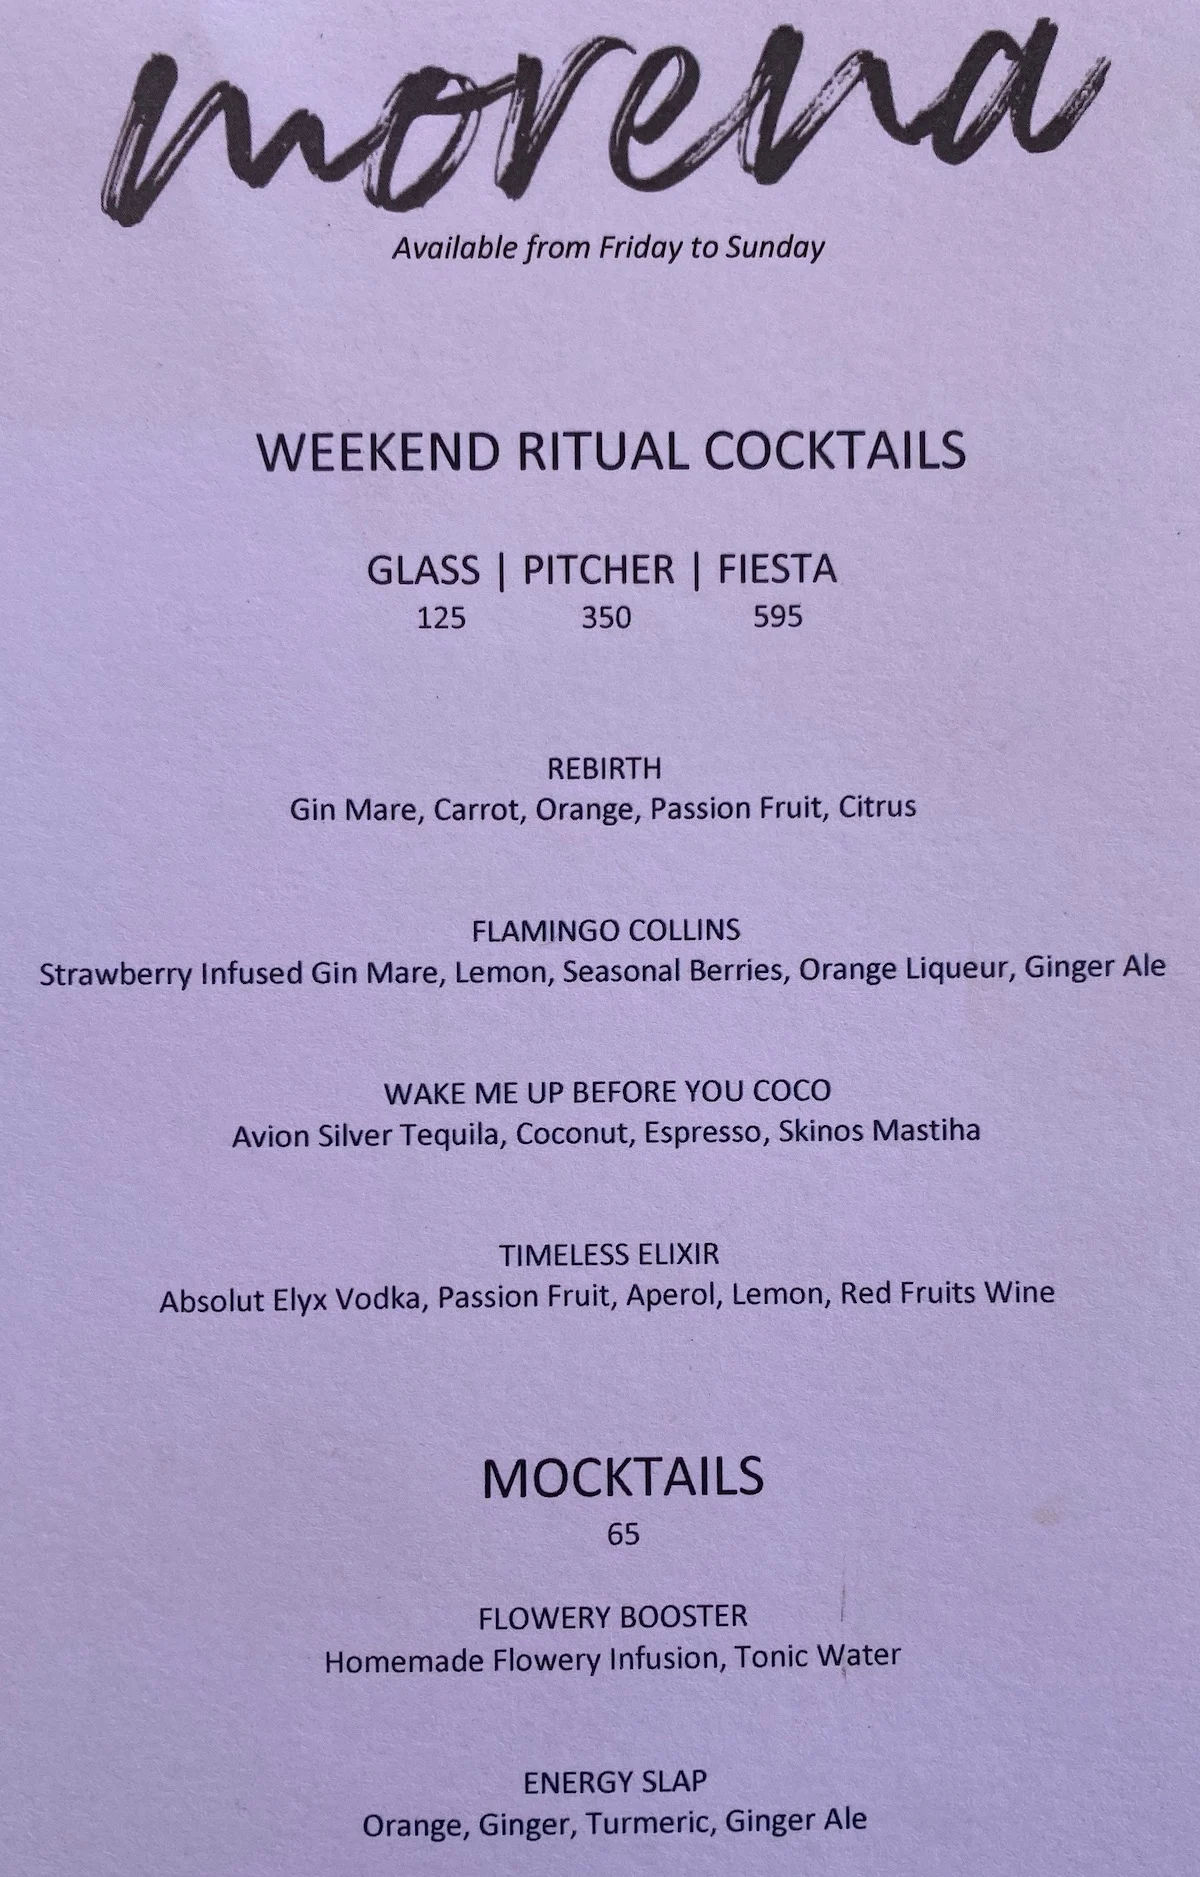 morena
Available from Friday to Sunday
WEEKEND RITUAL COCKTAILS
GLASS | PITCHER | FIESTA
125 350 595
REBIRTH
Gin Mare, Carrot, Orange, Passion Fruit, Citrus
FLAMINGO COLLINS
Strawberry Infused Gin Mare, Lemon, Seasonal Berries, Orange Liqueur, Ginger Ale
WAKE ME UP BEFORE YOU COCO
Avion Silver Tequila, Coconut, Espresso, Skinos Mastiha
TIMELESS ELIXIR
Absolut Elyx Vodka, Passion Fruit, Aperol, Lemon, Red Fruits Wine
MOCKTAILS
65
FLOWERY BOOSTER
Homemade Flowery Infusion, Tonic Water
ENERGY SLAP
Orange, Ginger, Turmeric, Ginger Ale